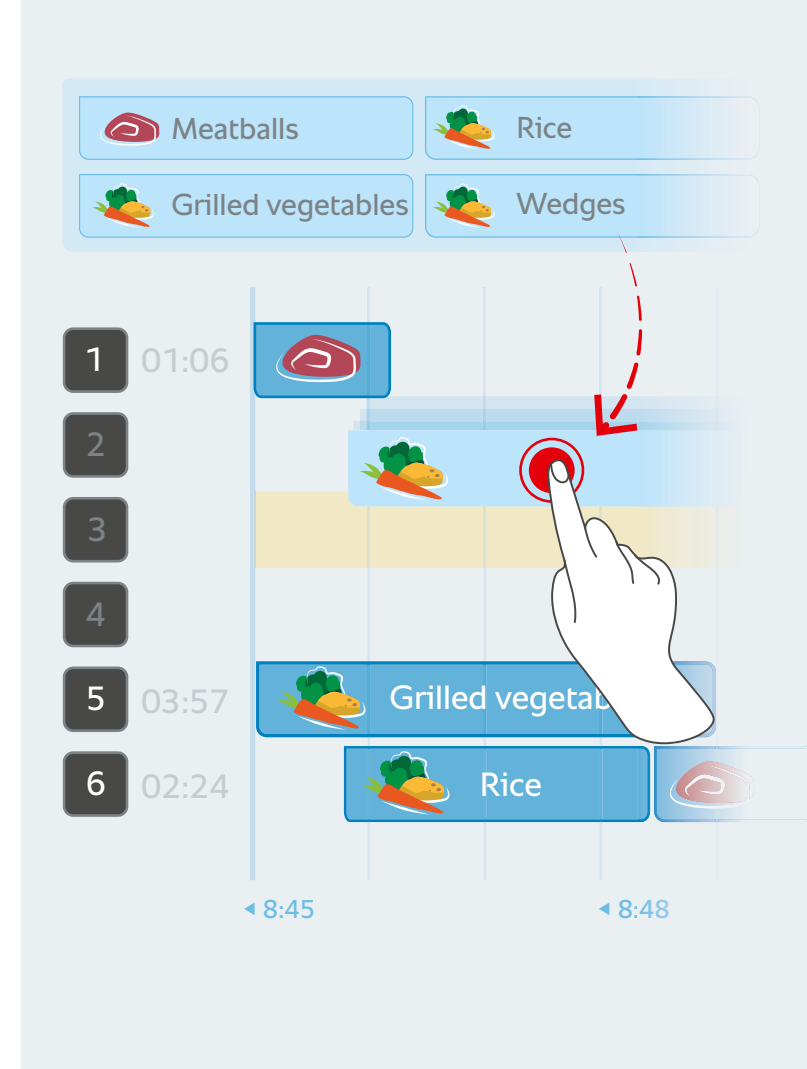 Meatballs
Rice
Grilled vegetables
Wedges
1 01:06
2
3
4
5 03:57 Grilled vegetab
6 02:24 Rice
8:45 8:48